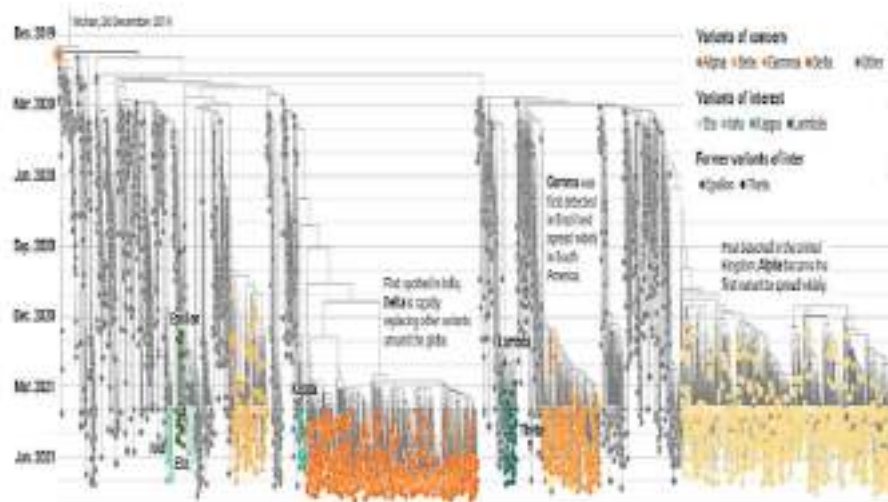 Dec. 2019
Wuhan, 26 December 2019
Variants of concern
Alpha Beta Gamma Delta Other
Mar. 2020
Variants of interest
Eta Iota Kappa Lambda
Jun. 2020
Former variants of inter
Epsilon Theta
Gamma was
first detected
in Brazil and
spread widely
in South
America.
Sep. 2020
First detected in the United
Kingdom, Alpha became the
first variant to spread widely.
First spotted in India,
Delta is rapidly
replacing other variants
around the globe.
Dec. 2020
Epsilon
Lambda
Mar. 2021
Kappa
Theta
Jun. 2021